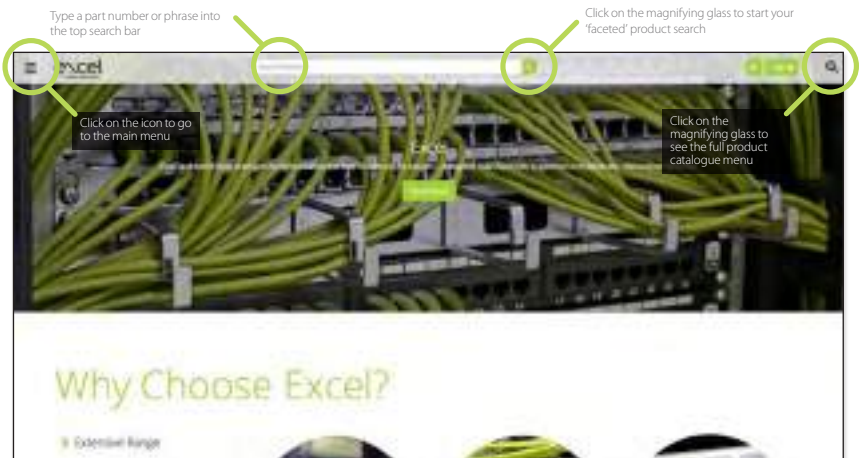 Type a part number or phrase into
the top search bar
Click on the magnifying glass to start your
‘faceted’ product search
excel
Click on the icon to go
to the main menu
Click on the
magnifying glass to
see the full product
catalogue menu
Excel
Why Choose Excel?
Extensive Range